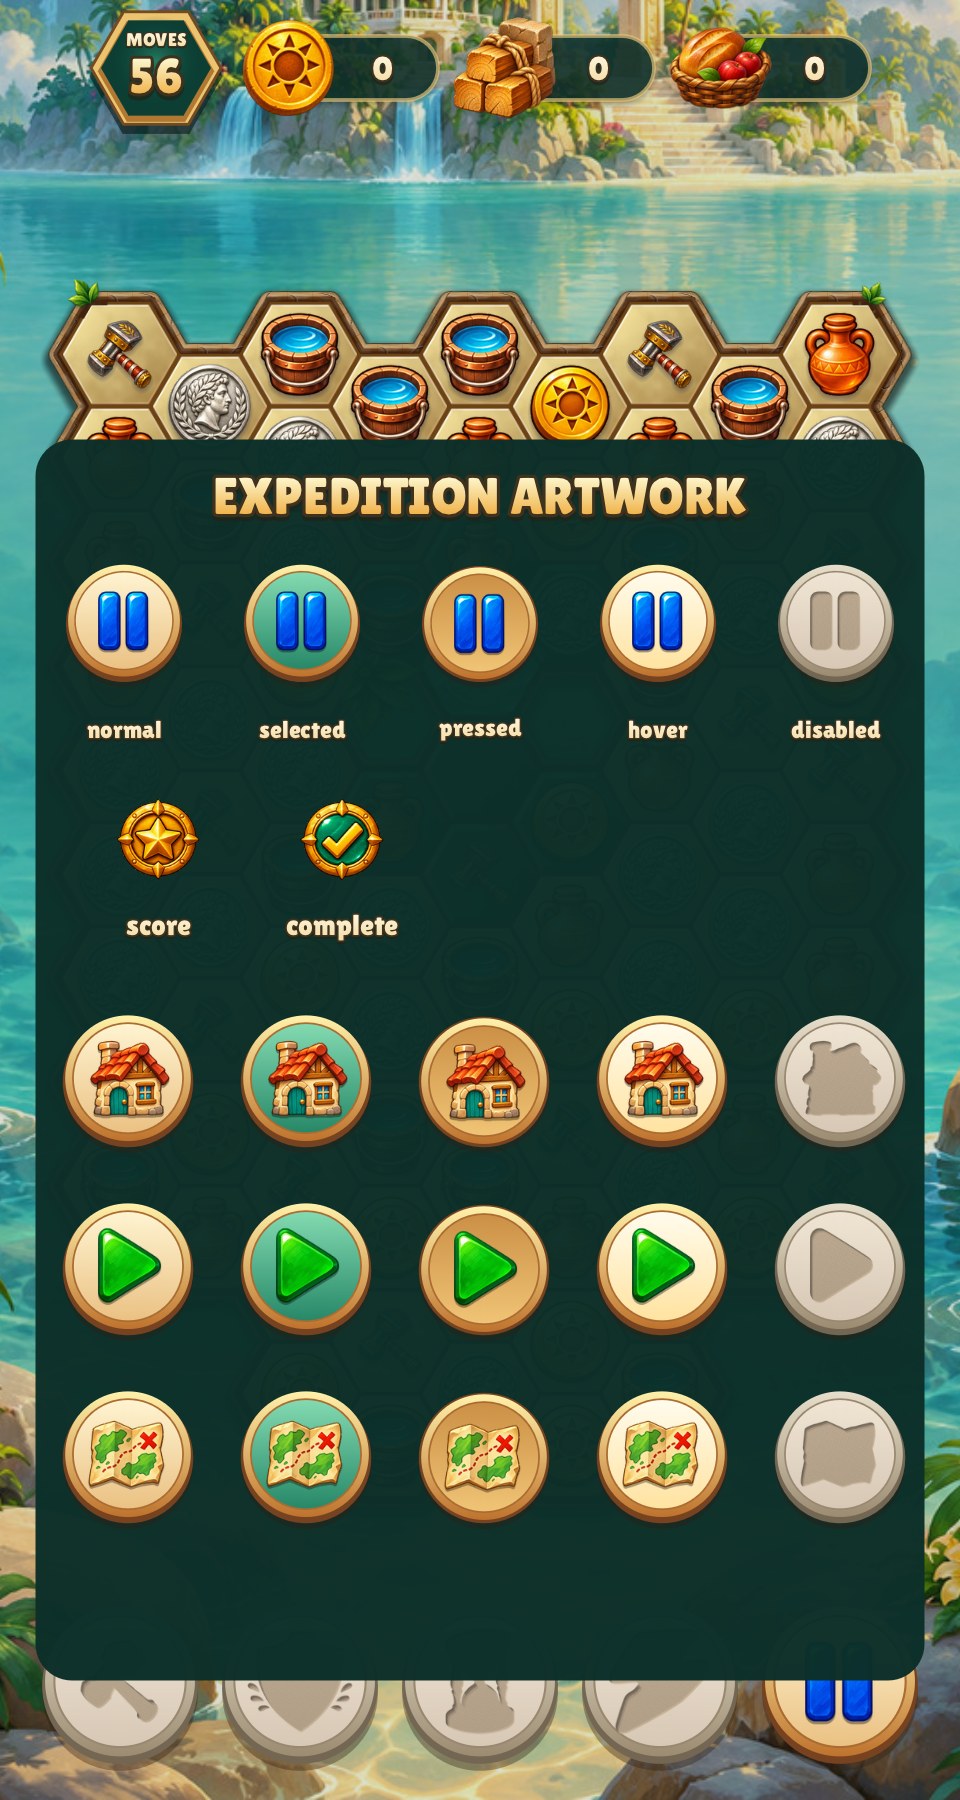 MOVES
56
0
0
0
EXPEDITION ARTWORK
normal
selected
pressed
hover
disabled
score
complete